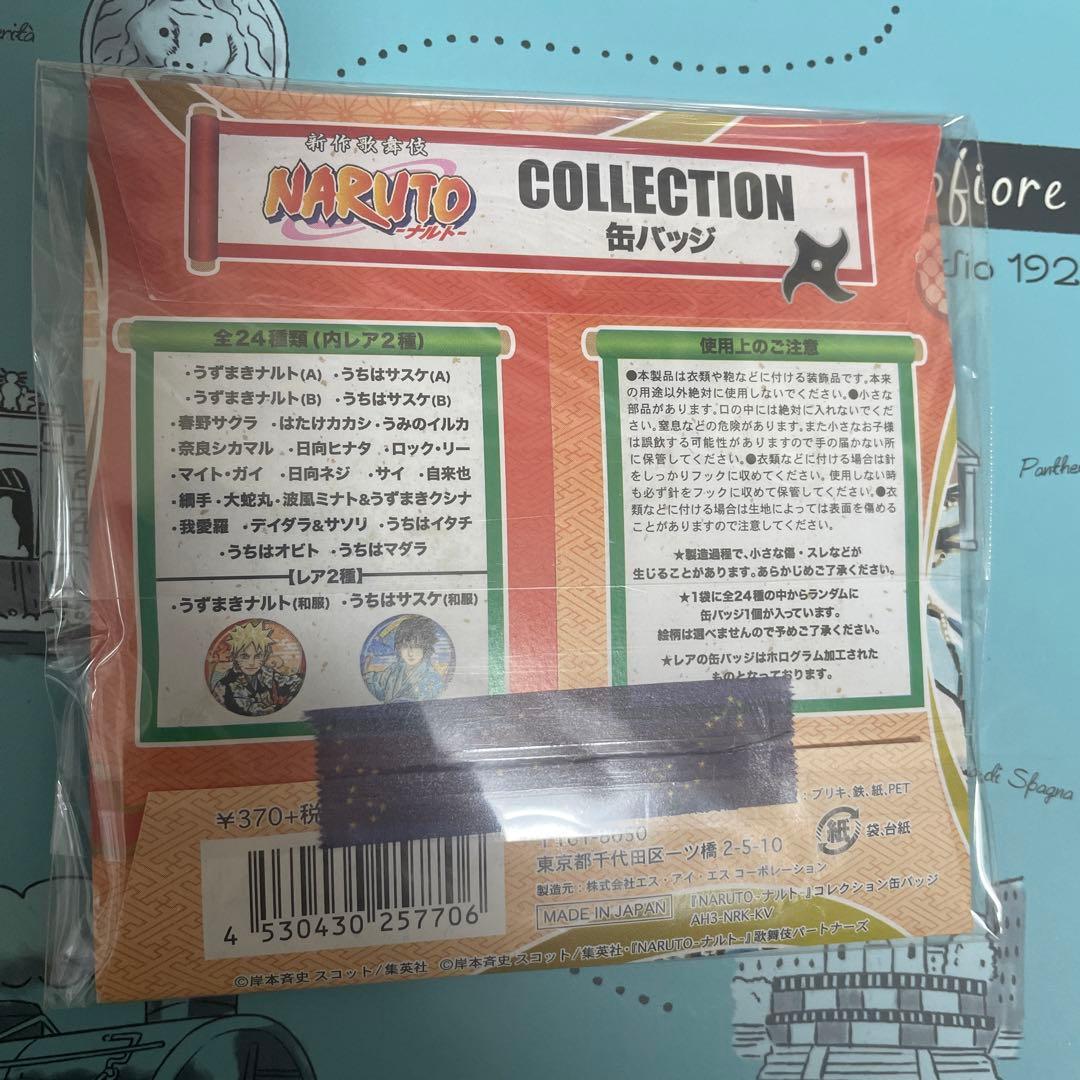 新作歌舞伎
NARUTO
-ナルト-
COLLECTION
缶バッジ
全24種類(内レア2種)
・うずまきナルト(A) ・うちはサスケ(A)
・うずまきナルト(B) ・うちはサスケ(B)
・春野サクラ ・はたけカカシ ・うみのイルカ
・奈良シカマル ・日向ヒナタ ・ロック・リー
・マイト・ガイ ・日向ネジ ・サイ ・自来也
・綱手 ・大蛇丸 ・波風ミナト&うずまきクシナ
・我愛羅 ・デイダラ&サソリ ・うちはイタチ
・うちはオビト ・うちはマダラ
【レア2種】
・うずまきナルト(和服) ・うちはサスケ(和服)
使用上のご注意
●本製品は衣類や鞄などに付ける装飾品です。本来
の用途以外絶対に使用しないでください。●小さな
部品があります。口の中には絶対に入れないでくだ
さい。窒息などの危険があります。また小さなお子様
は誤飲する可能性がありますので手の届かない所
に保管してください。●衣類などに付ける場合は針
をしっかりフックに収めてください。使用しない時
も必ず針をフックに収めて保管してください。●衣
類などに付ける場合は生地によっては表面を傷める
ことがありますので注意してください。
★製造過程で、小さな傷・スレなどが
生じることがあります。あらかじめご了承ください。
★1袋に全24種の中からランダムに
缶バッジ1個が入っています。
絵柄は選べませんので予めご了承ください。
★レアの缶バッジはホログラム加工された
ものとなっております。
¥370+税
:ブリキ、鉄、紙、PET
紙 袋、台紙
〒101-8050
東京都千代田区一ツ橋 2-5-10
製造元:株式会社エス・アイ・エス コーポレーション
MADE IN JAPAN
『NARUTO-ナルト-』コレクション缶バッジ
AH3-NRK-KV
4 530430 257706
©岸本斉史 スコット/集英社 ©岸本斉史 スコット/集英社・『NARUTO-ナルト-』歌舞伎パートナーズ
fiore
192
di Spagna